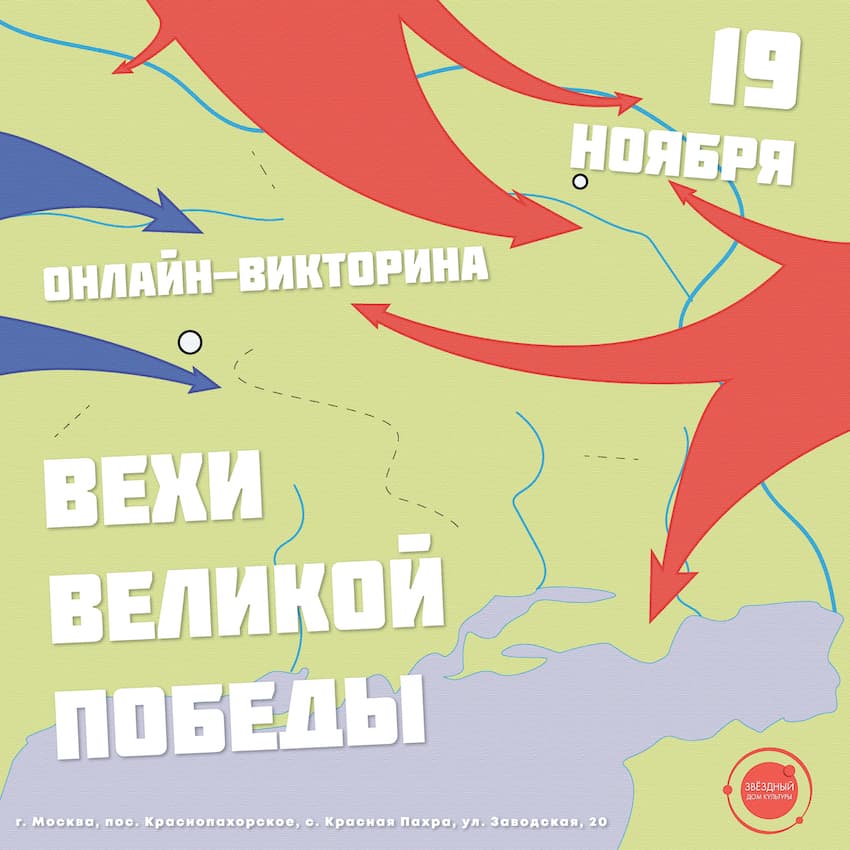 19
НОЯБРЯ
ОНЛАЙН-ВИКТОРИНА
ВЕХИ
ВЕЛИКОЙ
ПОБЕДЫ
ЗВЁЗДНЫЙ
ДОМ КУЛЬТУРЫ
г. Москва, пос. Краснопахорское, с. Красная Пахра, ул. Заводская, 20